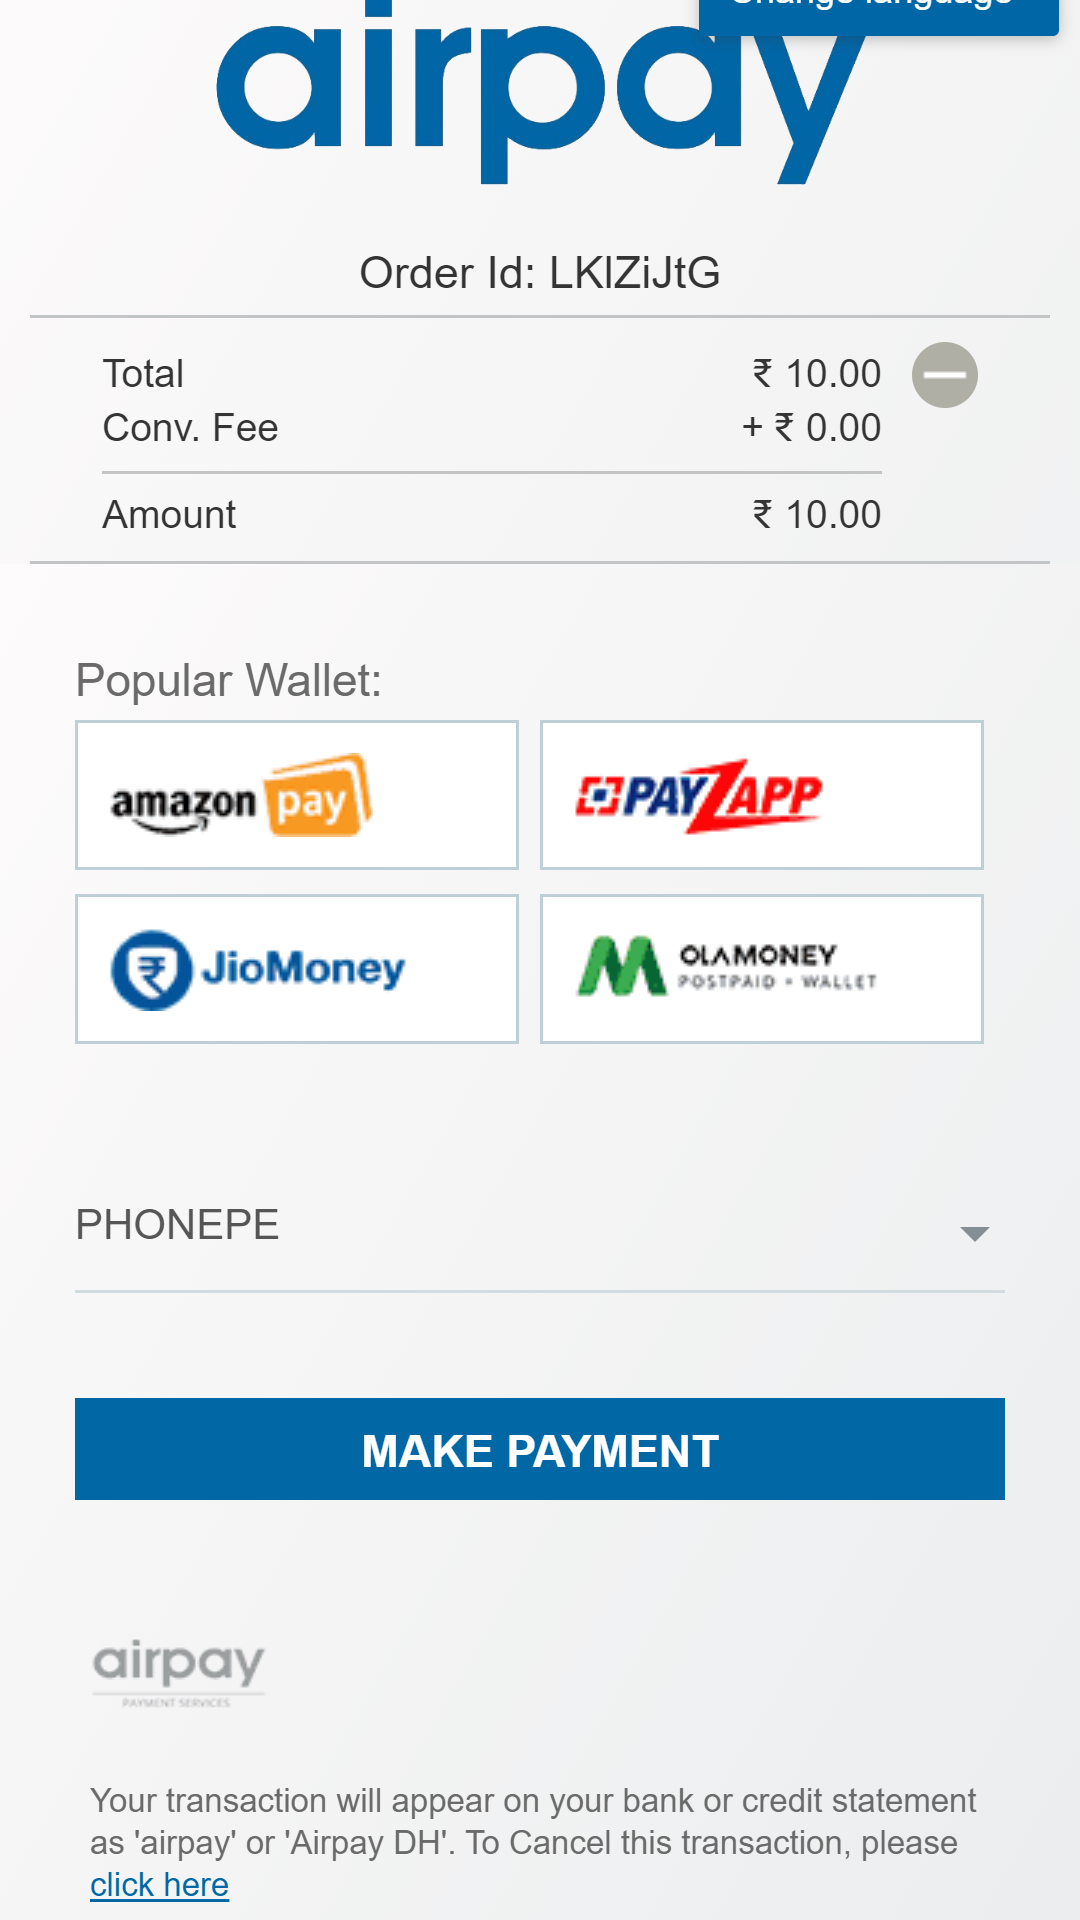 Change language
airpay
Order Id: LKIZiJtG
Total ₹ 10.00
Conv. Fee + ₹ 0.00
Amount ₹ 10.00
Popular Wallet:
amazon pay
PAYZAPP
JioMoney
OLAMONEY
POSTPAID + WALLET
PHONEPE
MAKE PAYMENT
airpay
PAYMENT SERVICES
Your transaction will appear on your bank or credit statement
as 'airpay' or 'Airpay DH'. To Cancel this transaction, please
click here